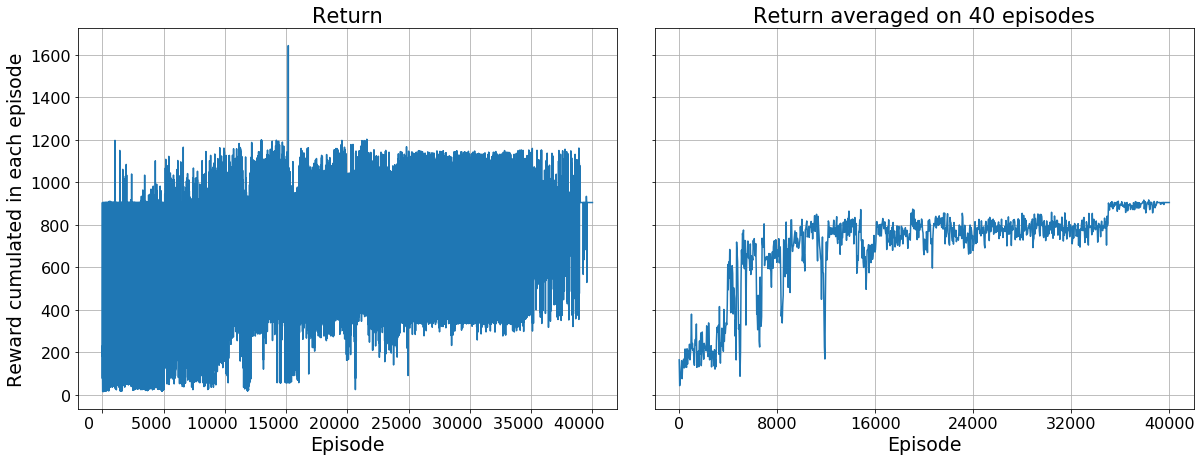 Return
Return averaged on 40 episodes
Reward cumulated in each episode
1600
1400
1200
1000
800
600
400
200
0
0 5000 10000 15000 20000 25000 30000 35000 40000
0 8000 16000 24000 32000 40000
Episode
Episode